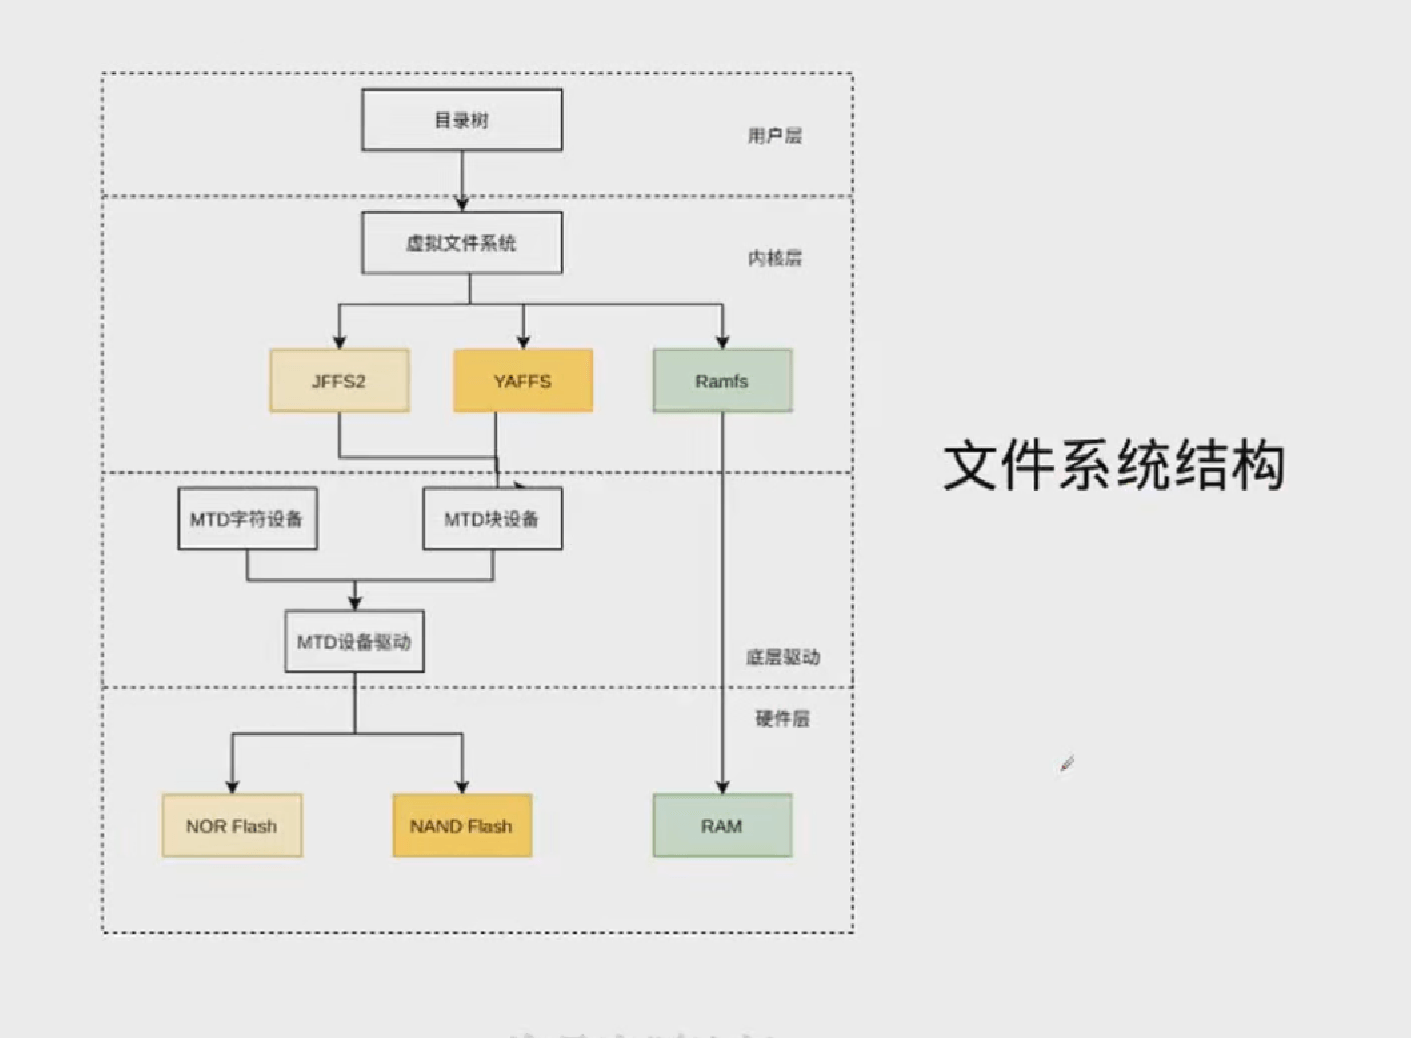 目录树
用户层
虚拟文件系统
内核层
JFFS2
YAFFS
Ramfs
文件系统结构
MTD字符设备
MTD块设备
MTD设备驱动
底层驱动
硬件层
NOR Flash
NAND Flash
RAM